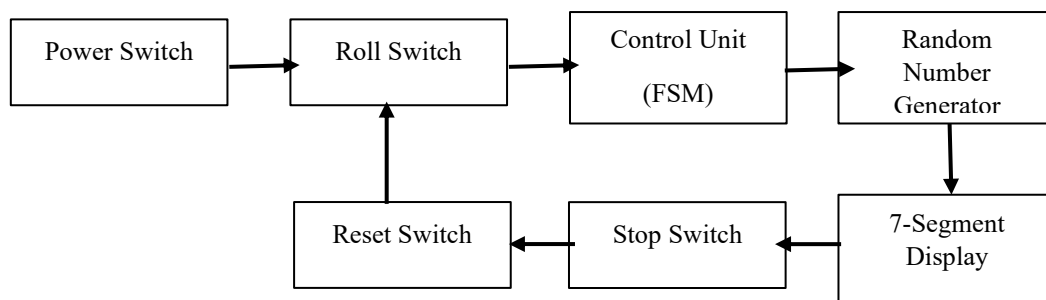 Power Switch
Roll Switch
Control Unit
(FSM)
Random
Number
Generator
Reset Switch
Stop Switch
7-Segment
Display